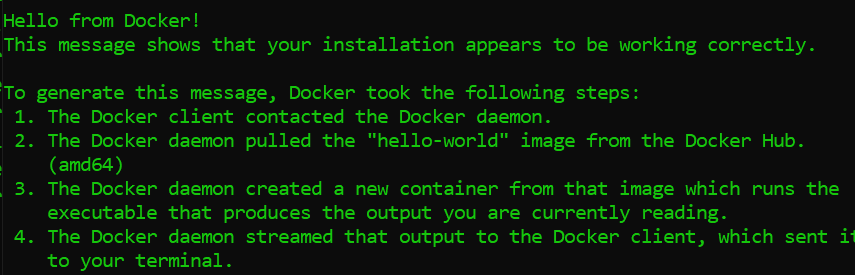 Hello from Docker!
This message shows that your installation appears to be working correctly.

To generate this message, Docker took the following steps:
 1. The Docker client contacted the Docker daemon.
 2. The Docker daemon pulled the "hello-world" image from the Docker Hub.
    (amd64)
 3. The Docker daemon created a new container from that image which runs the
    executable that produces the output you are currently reading.
 4. The Docker daemon streamed that output to the Docker client, which sent it
    to your terminal.